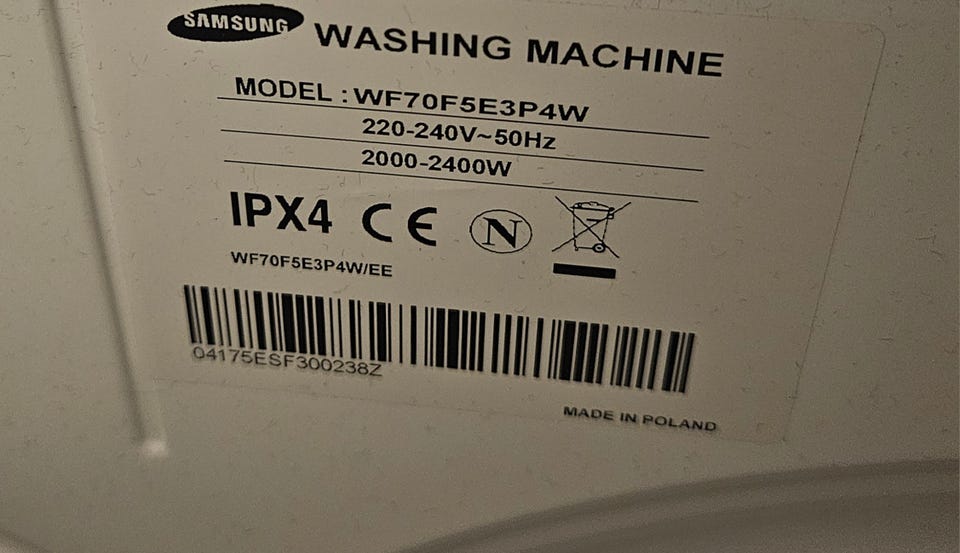 SAMSUNG
WASHING MACHINE
MODEL : WF70F5E3P4W
220-240V~50Hz
2000-2400W
IPX4 CE N
WF70F5E3P4W/EE
04175ESF300238Z
MADE IN POLAND